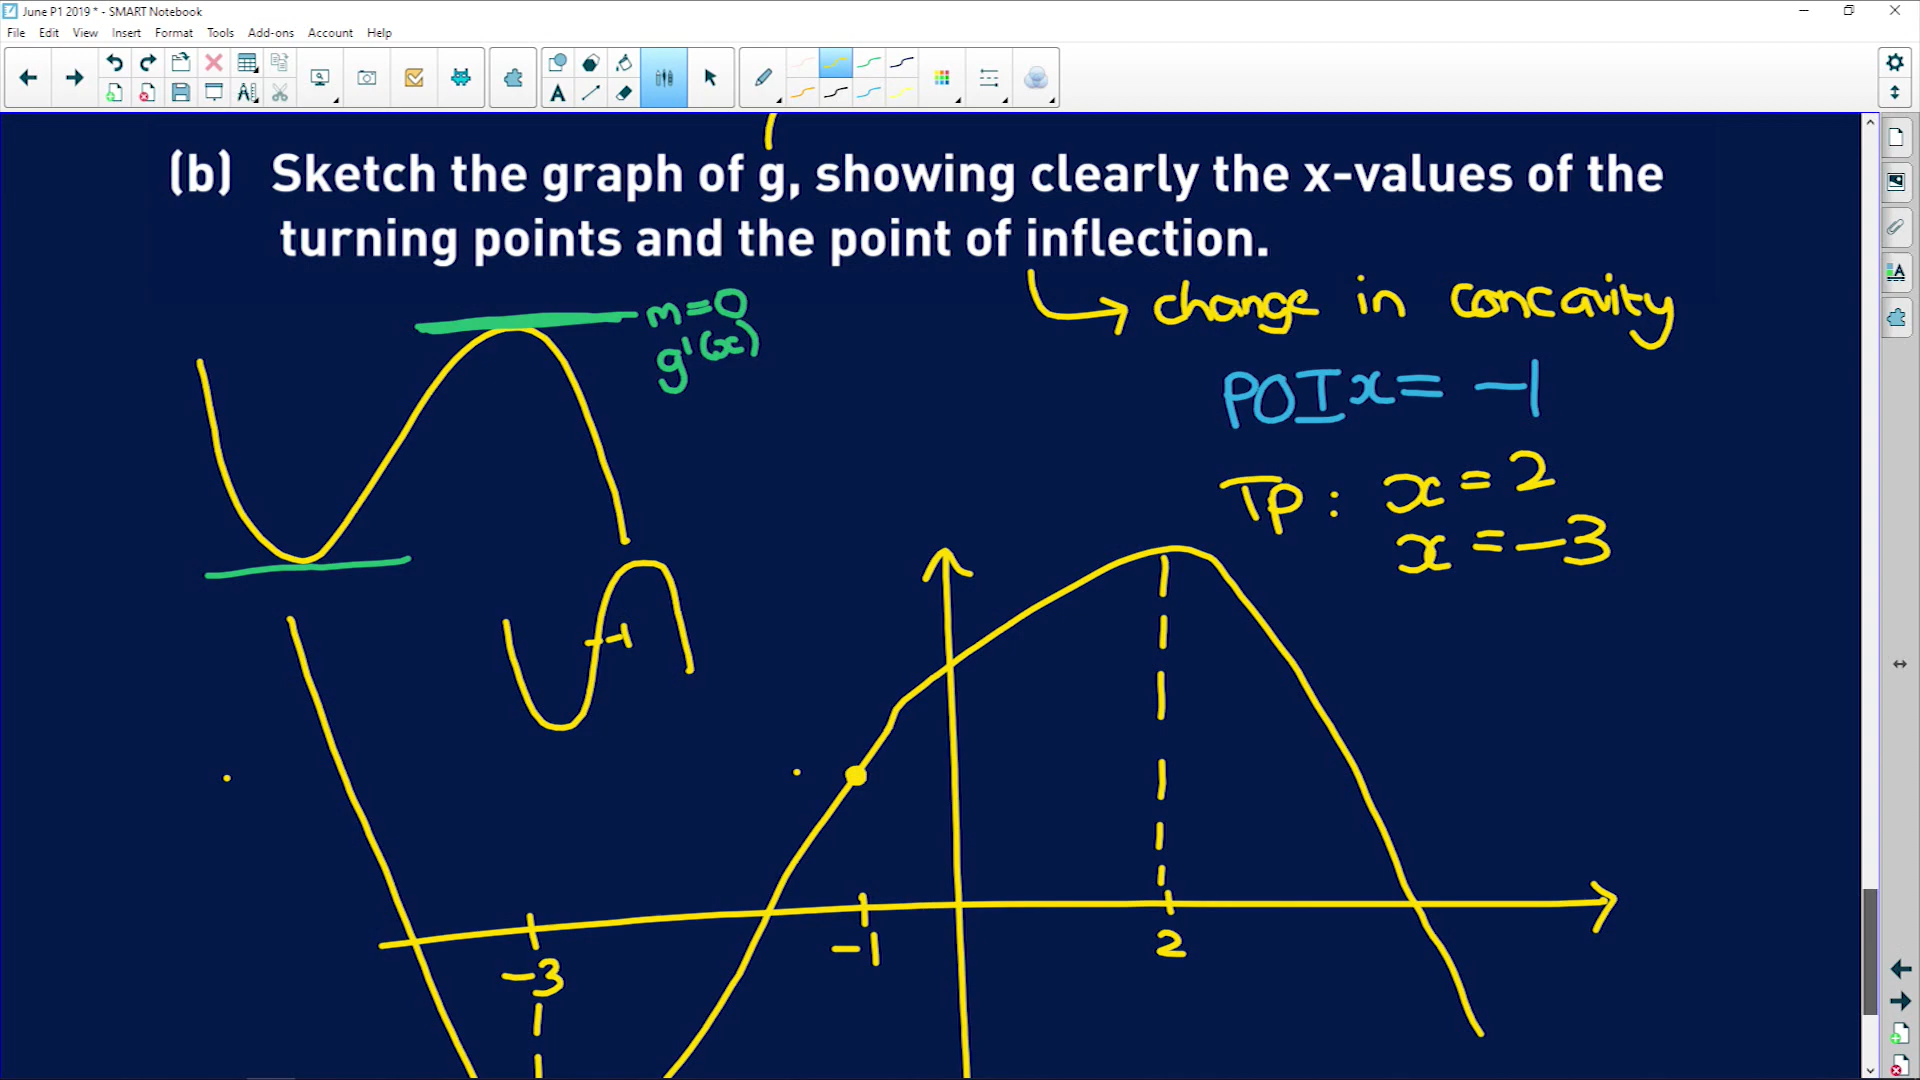 June P1 2019 * - SMART Notebook
File Edit View Insert Format Tools Add-ons Account Help
(b) Sketch the graph of g, showing clearly the x-values of the
turning points and the point of inflection.
m=0
g'(x)
change in concavity
POI x = -1
TP : x = 2
x = -3
-1
-3
-1
2